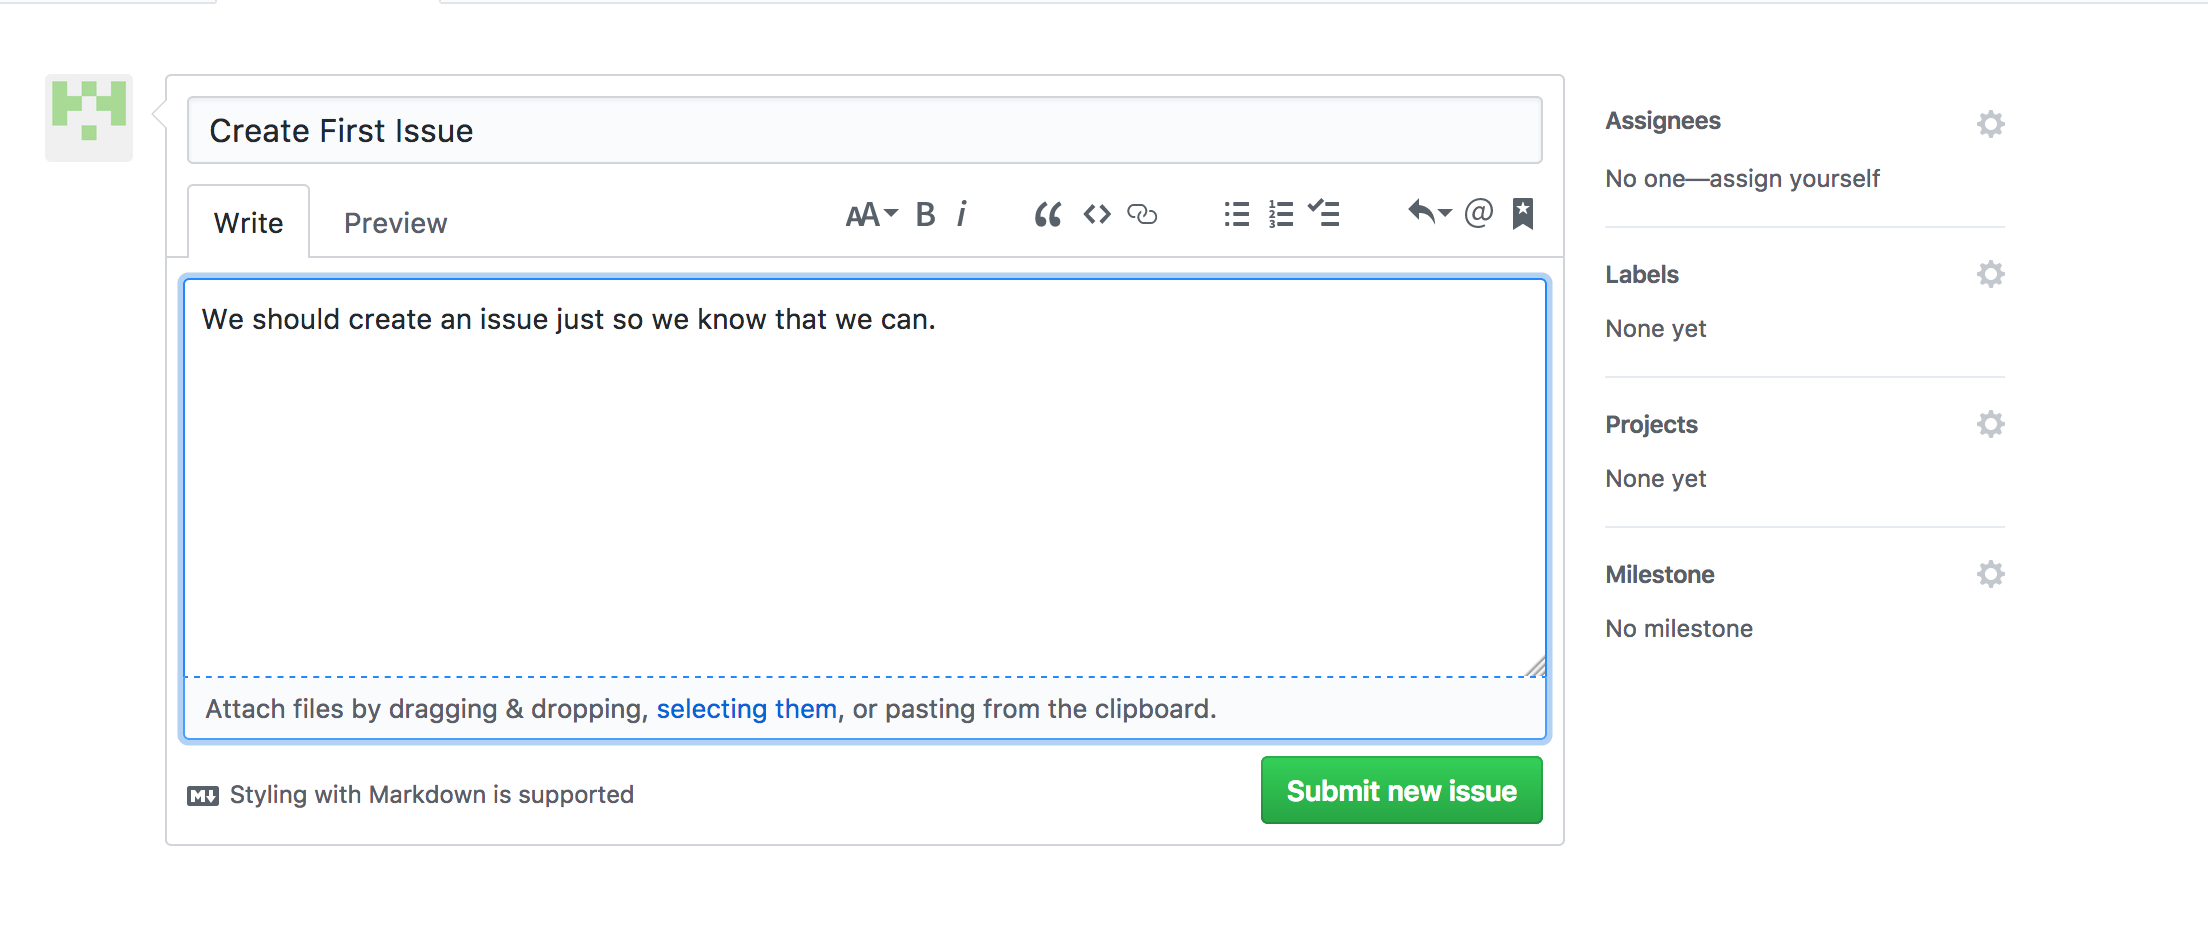 Create First Issue
Write Preview AA B i
We should create an issue just so we know that we can.
Attach files by dragging & dropping, selecting them, or pasting from the clipboard.
M Styling with Markdown is supported
Submit new issue
Assignees
No one—assign yourself
Labels
None yet
Projects
None yet
Milestone
No milestone